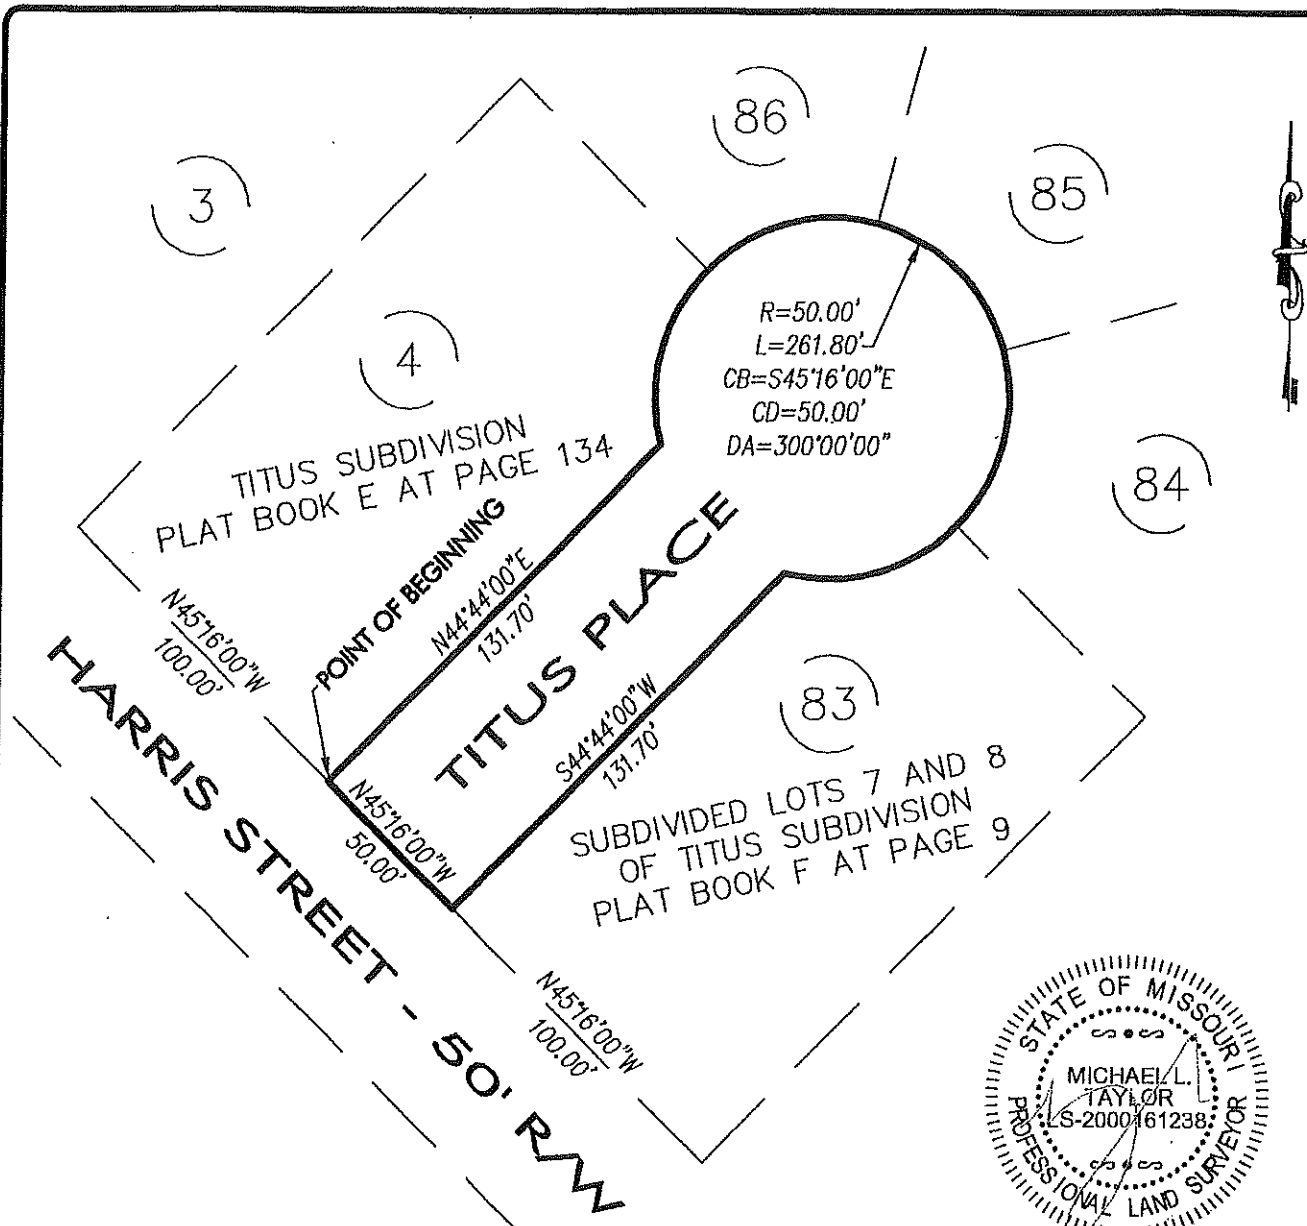 86
3
85
R=50.00'
L=261.80'
CB=S45°16'00"E
CD=50.00'
DA=300°00'00"
4
TITUS SUBDIVISION
PLAT BOOK E AT PAGE 134
84
POINT OF BEGINNING
N44°44'00"E
131.70'
TITUS PLACE
N45°16'00"W
100.00'
HARRIS STREET - 50' R/W
83
S44°44'00"W
131.70'
N45°16'00"W
50.00'
SUBDIVIDED LOTS 7 AND 8
OF TITUS SUBDIVISION
PLAT BOOK F AT PAGE 9
N45°16'00"W
100.00'
STATE OF MISSOURI
MICHAEL L.
TAYLOR
LS-2000161238
PROFESSIONAL LAND SURVEYOR